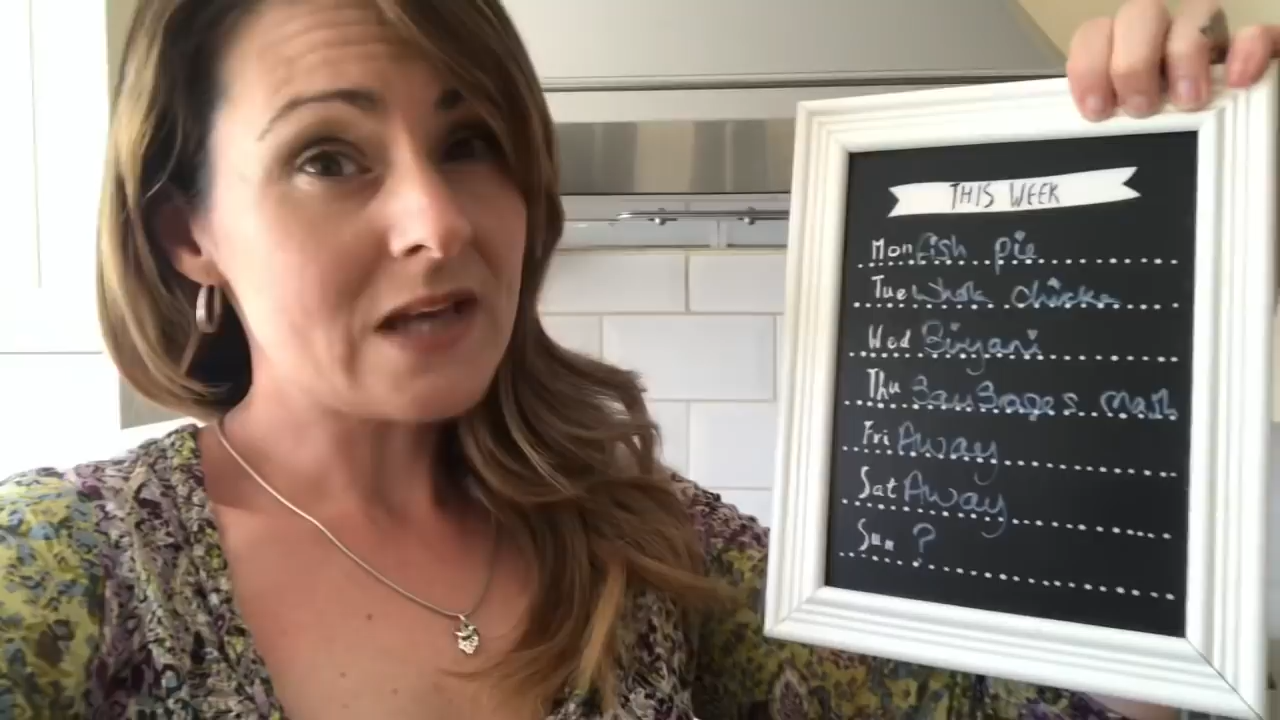 THIS WEEK
Mon fish pie
Tue whole chicken
Wed Biryani
Thu Sausages mash
Fri Away
Sat Away
Sun ?